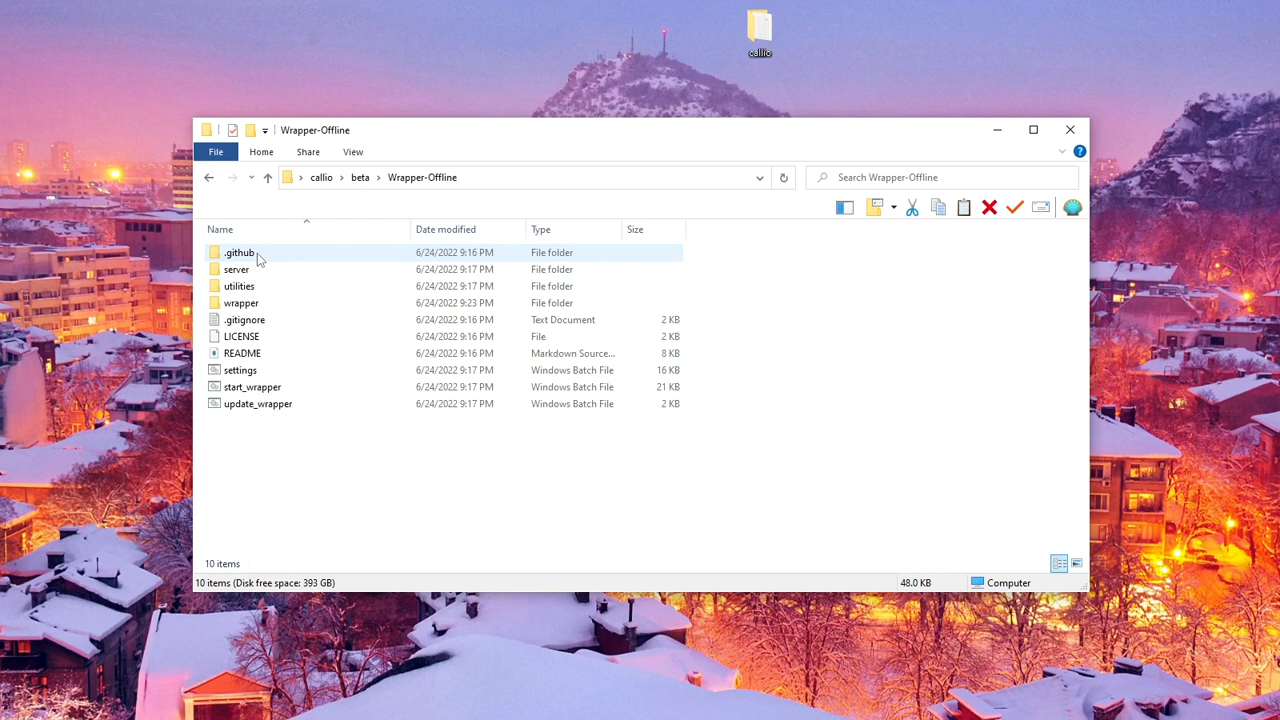 callio
Wrapper-Offline
File Home Share View
callio beta Wrapper-Offline Search Wrapper-Offline
Name Date modified Type Size
.github 6/24/2022 9:16 PM File folder
server 6/24/2022 9:17 PM File folder
utilities 6/24/2022 9:17 PM File folder
wrapper 6/24/2022 9:23 PM File folder
.gitignore 6/24/2022 9:16 PM Text Document 2 KB
LICENSE 6/24/2022 9:16 PM File 2 KB
README 6/24/2022 9:16 PM Markdown Source... 8 KB
settings 6/24/2022 9:17 PM Windows Batch File 16 KB
start_wrapper 6/24/2022 9:17 PM Windows Batch File 21 KB
update_wrapper 6/24/2022 9:17 PM Windows Batch File 2 KB
10 items
10 items (Disk free space: 393 GB) 48.0 KB Computer